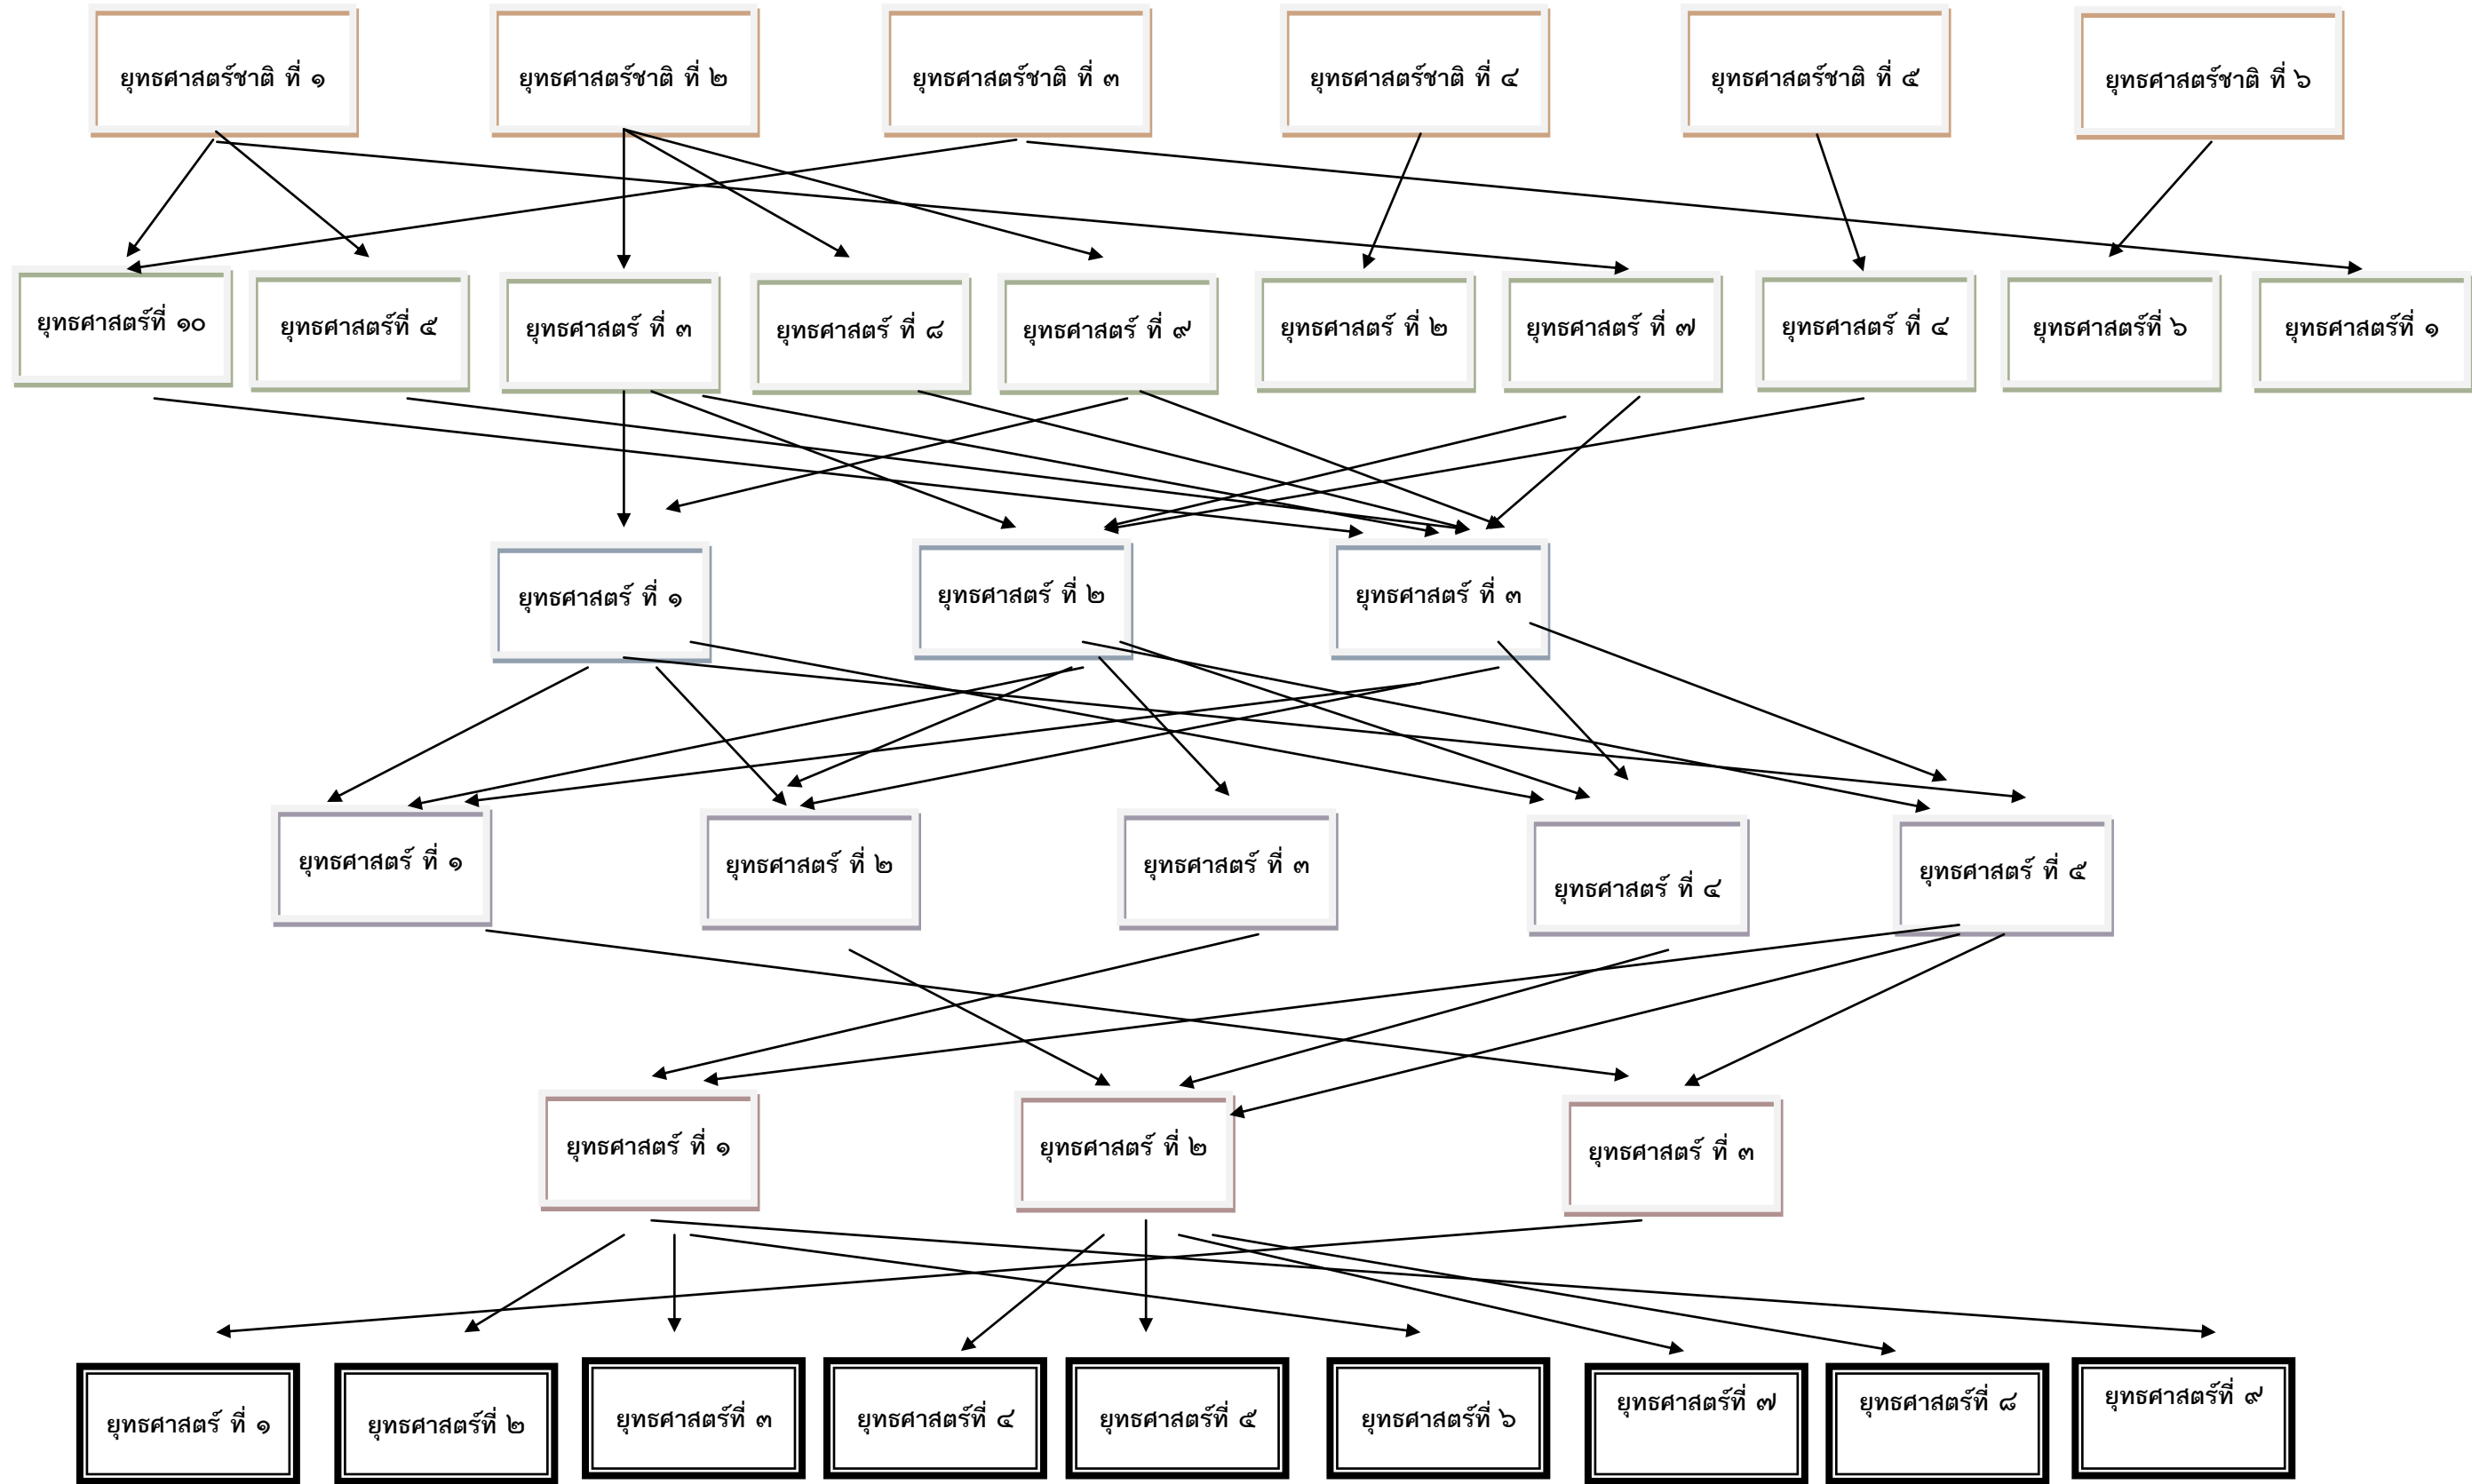 ยุทธศาสตร์ชาติ ที่ ๑
ยุทธศาสตร์ชาติ ที่ ๒
ยุทธศาสตร์ชาติ ที่ ๓
ยุทธศาสตร์ชาติ ที่ ๔
ยุทธศาสตร์ชาติ ที่ ๕
ยุทธศาสตร์ชาติ ที่ ๖
ยุทธศาสตร์ที่ ๑๐
ยุทธศาสตร์ที่ ๕
ยุทธศาสตร์ ที่ ๓
ยุทธศาสตร์ ที่ ๘
ยุทธศาสตร์ ที่ ๙
ยุทธศาสตร์ ที่ ๒
ยุทธศาสตร์ ที่ ๗
ยุทธศาสตร์ ที่ ๔
ยุทธศาสตร์ที่ ๖
ยุทธศาสตร์ที่ ๑
ยุทธศาสตร์ ที่ ๑
ยุทธศาสตร์ ที่ ๒
ยุทธศาสตร์ ที่ ๓
ยุทธศาสตร์ ที่ ๑
ยุทธศาสตร์ ที่ ๒
ยุทธศาสตร์ ที่ ๓
ยุทธศาสตร์ ที่ ๔
ยุทธศาสตร์ ที่ ๕
ยุทธศาสตร์ ที่ ๑
ยุทธศาสตร์ ที่ ๒
ยุทธศาสตร์ ที่ ๓
ยุทธศาสตร์ ที่ ๑
ยุทธศาสตร์ที่ ๒
ยุทธศาสตร์ที่ ๓
ยุทธศาสตร์ที่ ๔
ยุทธศาสตร์ที่ ๕
ยุทธศาสตร์ที่ ๖
ยุทธศาสตร์ที่ ๗
ยุทธศาสตร์ที่ ๘
ยุทธศาสตร์ที่ ๙